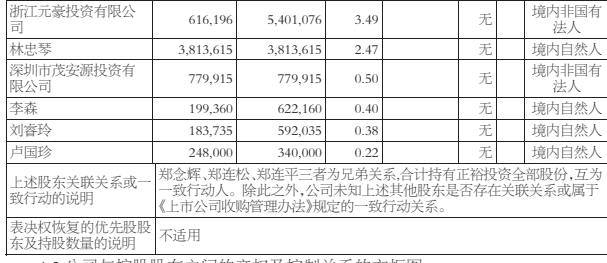 浙江元豪投资有限公
司 616,196 5,401,076 3.49 无 境内非国有
法人
林忠琴 3,813,615 3,813,615 2.47 无 境内自然人
深圳市茂安源投资有
限公司 779,915 779,915 0.50 无 境内非国有
法人
李森 199,360 622,160 0.40 无 境内自然人
刘睿玲 183,735 592,035 0.38 无 境内自然人
卢国珍 248,000 340,000 0.22 无 境内自然人
上述股东关联关系或一
致行动的说明
郑念辉、郑连松、郑连平三者为兄弟关系,合计持有正裕投资全部股份,互为
一致行动人。除此之外,公司未知上述其他股东是否存在关联关系或属于
《上市公司收购管理办法》规定的一致行动关系。
表决权恢复的优先股股
东及持股数量的说明
不适用